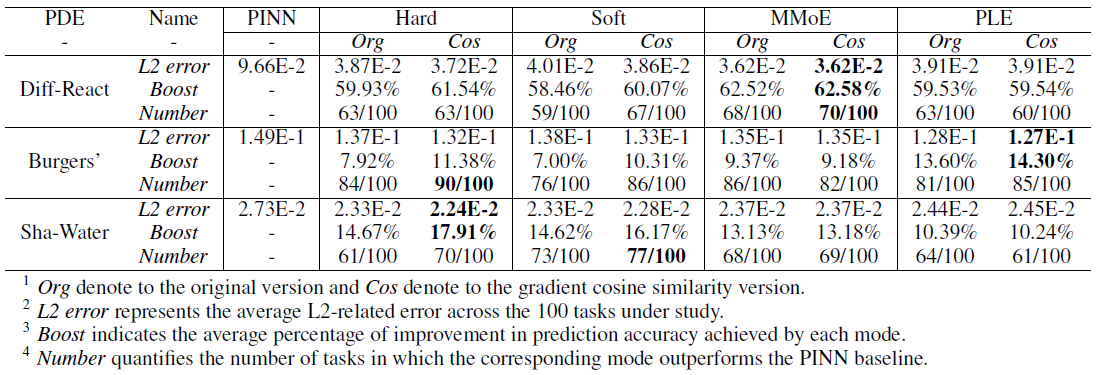 PDE Name PINN Hard Soft MMoE PLE
- - - Org Cos Org Cos Org Cos Org Cos
L2 error 9.66E-2 3.87E-2 3.72E-2 4.01E-2 3.86E-2 3.62E-2 3.62E-2 3.91E-2 3.91E-2
Diff-React Boost - 59.93% 61.54% 58.46% 60.07% 62.52% 62.58% 59.53% 59.54%
Number - 63/100 63/100 59/100 67/100 68/100 70/100 63/100 60/100
L2 error 1.49E-1 1.37E-1 1.32E-1 1.38E-1 1.33E-1 1.35E-1 1.35E-1 1.28E-1 1.27E-1
Burgers’ Boost - 7.92% 11.38% 7.00% 10.31% 9.37% 9.18% 13.60% 14.30%
Number - 84/100 90/100 76/100 86/100 86/100 82/100 81/100 85/100
L2 error 2.73E-2 2.33E-2 2.24E-2 2.33E-2 2.28E-2 2.37E-2 2.37E-2 2.44E-2 2.45E-2
Sha-Water Boost - 14.67% 17.91% 14.62% 16.17% 13.13% 13.18% 10.39% 10.24%
Number - 61/100 70/100 73/100 77/100 68/100 69/100 64/100 61/100
1 Org denote to the original version and Cos denote to the gradient cosine similarity version.
2 L2 error represents the average L2-related error across the 100 tasks under study.
3 Boost indicates the average percentage of improvement in prediction accuracy achieved by each mode.
4 Number quantifies the number of tasks in which the corresponding mode outperforms the PINN baseline.